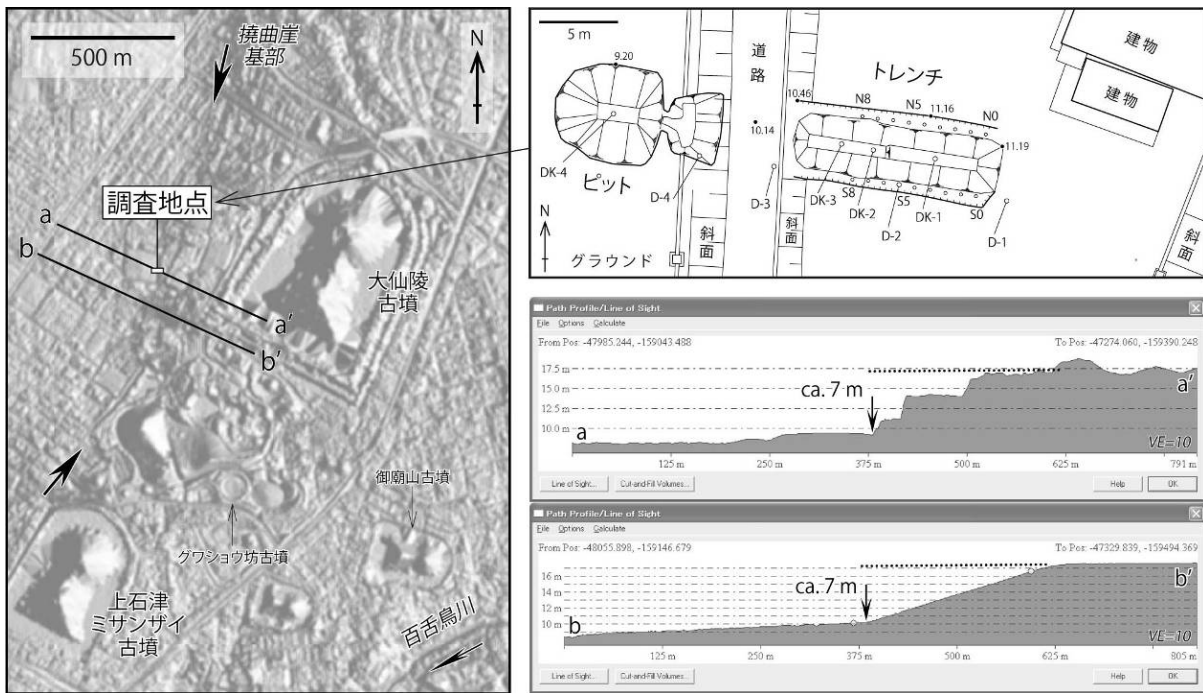 500 m
撓曲崖
基部
N
調査地点
a
b
大仙陵
古墳
a'
b'
御廟山古墳
グワショウ坊古墳
上石津
ミサンザイ
古墳
百舌鳥川
5 m
9.20
道路
トレンチ
建物
建物
10.46
N8
N5
11.16
N0
10.14
11.19
DK-4
ピット
D-4
D-3
DK-3
S8
DK-2
S5
D-2
DK-1
S0
D-1
N
グラウンド
斜面
斜面
斜面
Path Profile/Line of Sight
File Options Calculate
From Pos: -47985.244, -159043.488
To Pos: -47274.060, -159390.248
17.5 m
15.0 m
12.5 m
10.0 m
ca. 7 m
a
a'
VE=10
125 m
250 m
375 m
500 m
625 m
791 m
Line of Sight...
Cut-and-Fill Volumes...
Help
OK
Path Profile/Line of Sight
File Options Calculate
From Pos: -48055.898, -159146.679
To Pos: -47329.839, -159494.369
16 m
14 m
12 m
10 m
ca. 7 m
b
b'
VE=10
125 m
250 m
375 m
500 m
625 m
805 m
Line of Sight...
Cut-and-Fill Volumes...
Help
OK